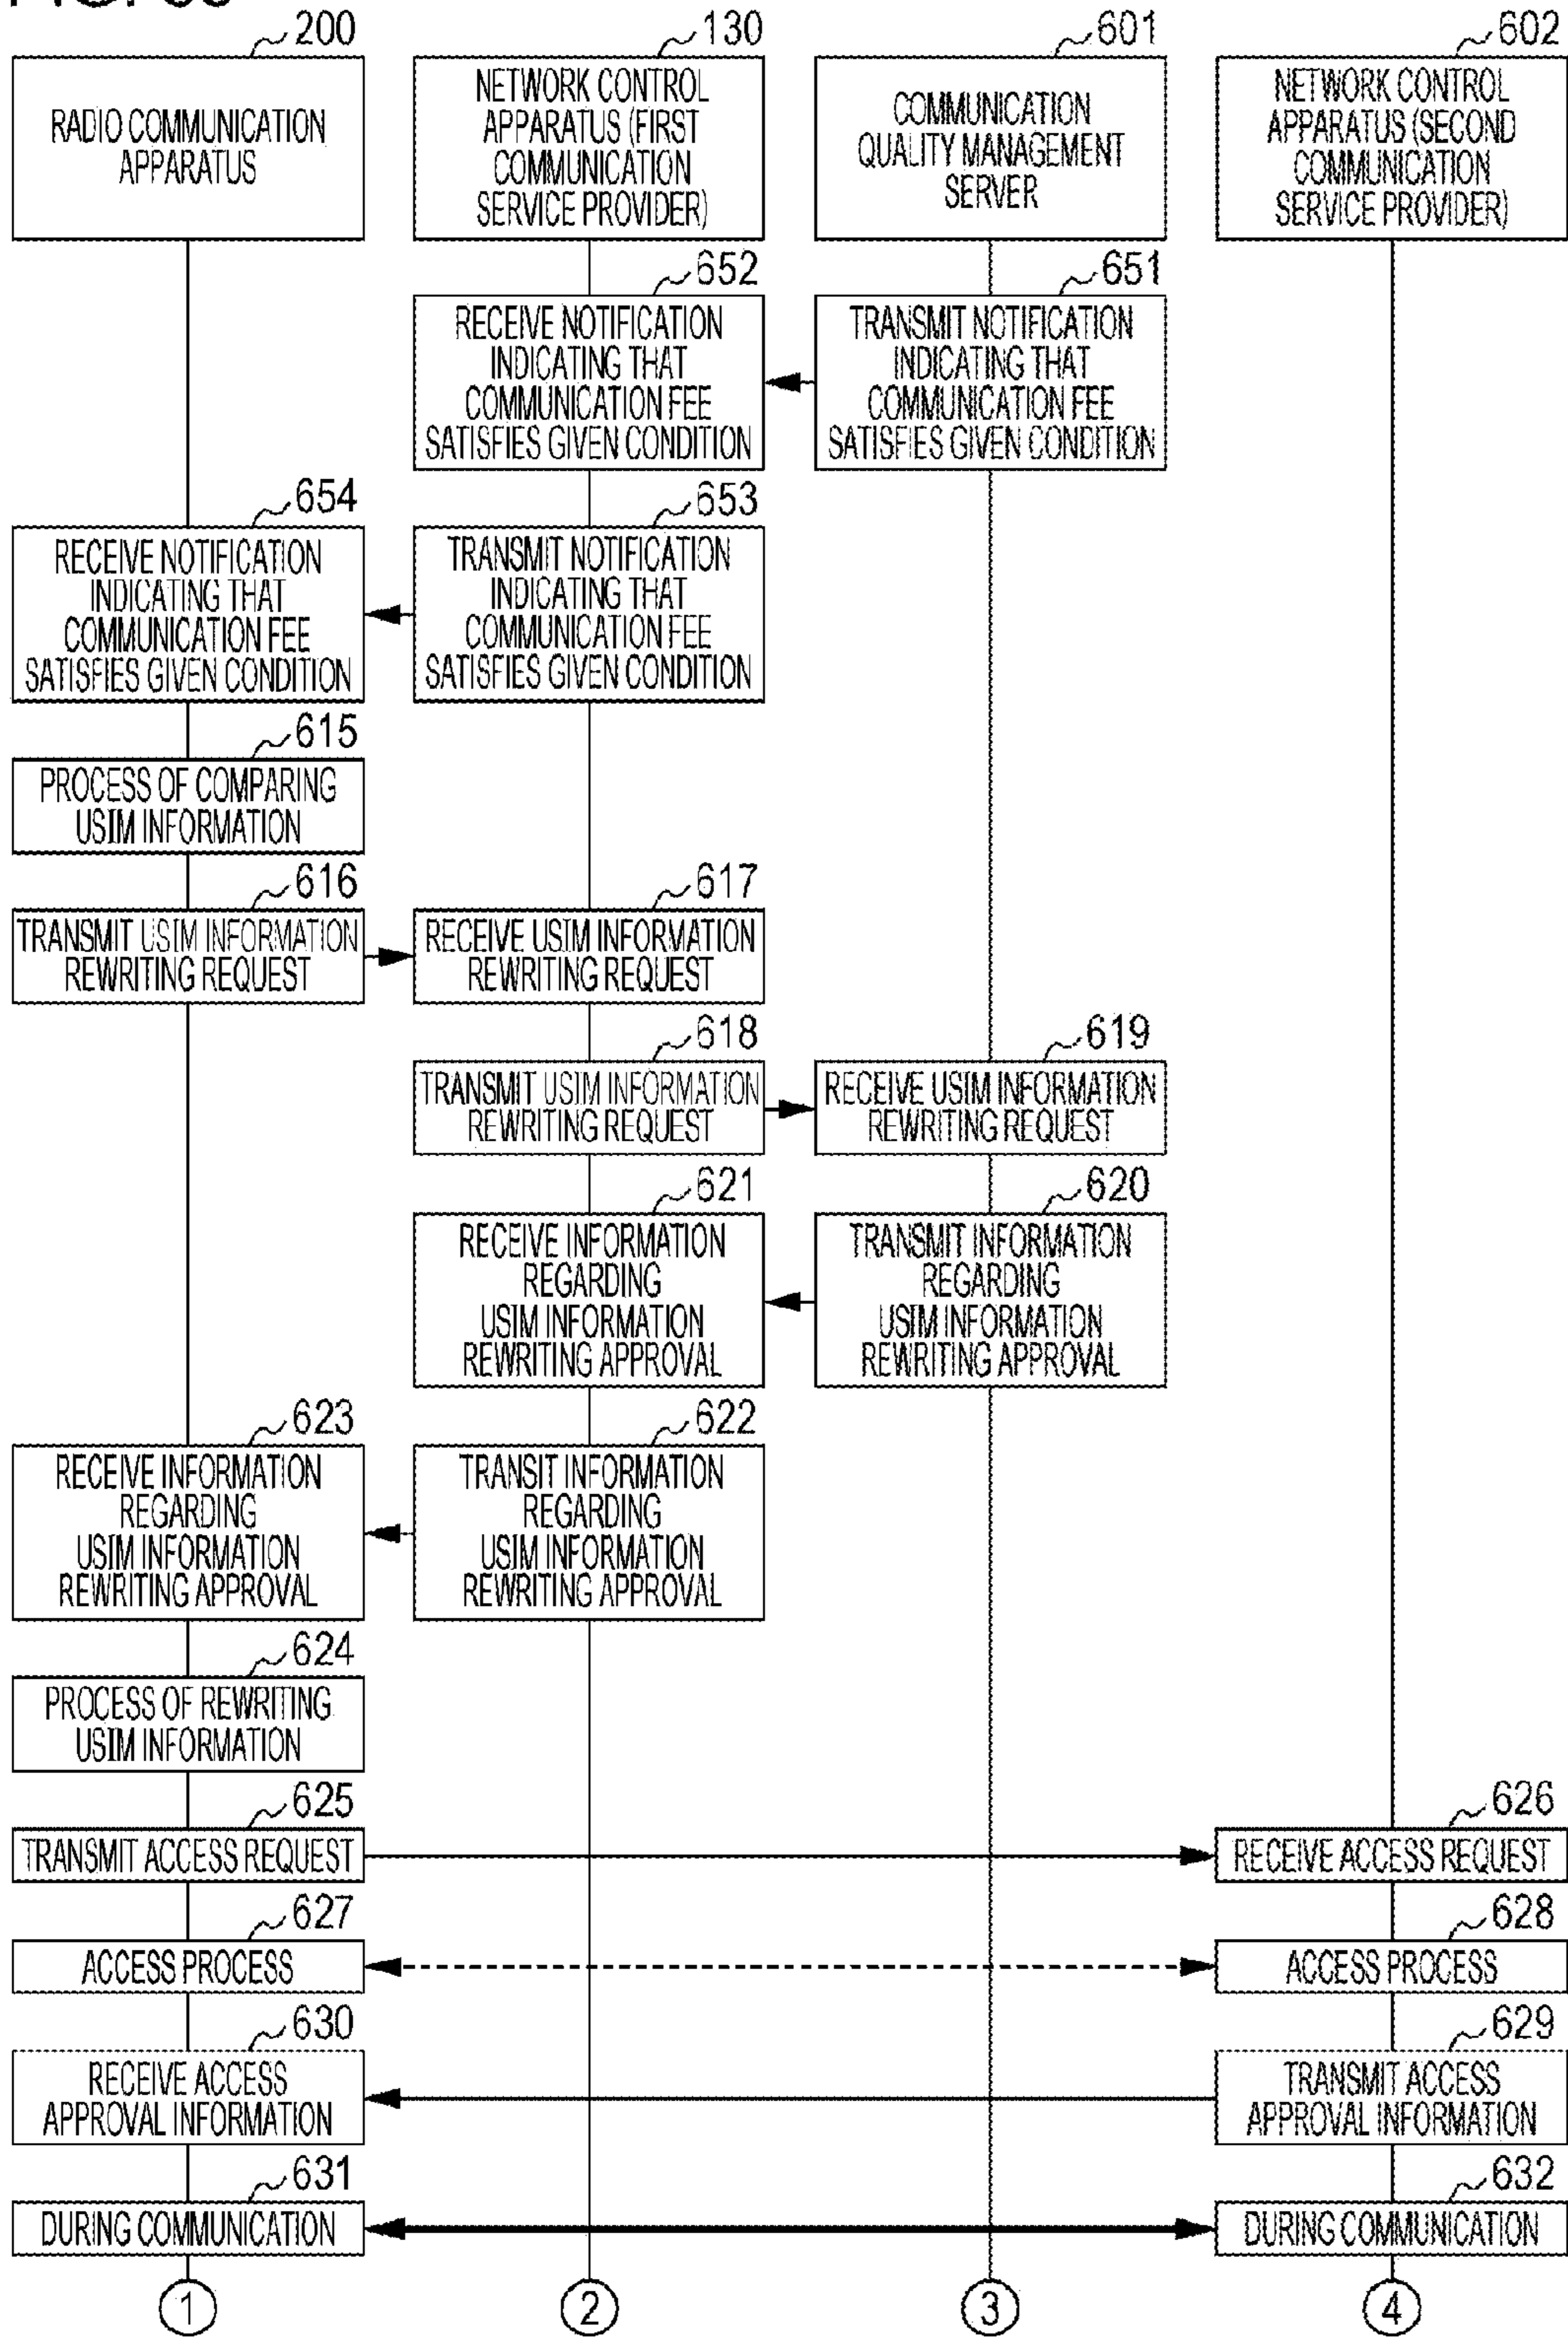 200
130
601
602
RADIO COMMUNICATION
APPARATUS
NETWORK CONTROL
APPARATUS (FIRST
COMMUNICATION
SERVICE PROVIDER)
COMMUNICATION
QUALITY MANAGEMENT
SERVER
NETWORK CONTROL
APPARATUS (SECOND
COMMUNICATION
SERVICE PROVIDER)
652
RECEIVE NOTIFICATION
INDICATING THAT
COMMUNICATION FEE
SATISFIES GIVEN CONDITION
651
TRANSMIT NOTIFICATION
INDICATING THAT
COMMUNICATION FEE
SATISFIES GIVEN CONDITION
654
RECEIVE NOTIFICATION
INDICATING THAT
COMMUNICATION FEE
SATISFIES GIVEN CONDITION
653
TRANSMIT NOTIFICATION
INDICATING THAT
COMMUNICATION FEE
SATISFIES GIVEN CONDITION
615
PROCESS OF COMPARING
USIM INFORMATION
616
TRANSMIT USIM INFORMATION
REWRITING REQUEST
617
RECEIVE USIM INFORMATION
REWRITING REQUEST
618
TRANSMIT USIM INFORMATION
REWRITING REQUEST
619
RECEIVE USIM INFORMATION
REWRITING REQUEST
621
RECEIVE INFORMATION
REGARDING
USIM INFORMATION
REWRITING APPROVAL
620
TRANSMIT INFORMATION
REGARDING
USIM INFORMATION
REWRITING APPROVAL
623
RECEIVE INFORMATION
REGARDING
USIM INFORMATION
REWRITING APPROVAL
622
TRANSIT INFORMATION
REGARDING
USIM INFORMATION
REWRITING APPROVAL
624
PROCESS OF REWRITING
USIM INFORMATION
625
TRANSMIT ACCESS REQUEST
626
RECEIVE ACCESS REQUEST
627
ACCESS PROCESS
628
ACCESS PROCESS
630
RECEIVE ACCESS
APPROVAL INFORMATION
629
TRANSMIT ACCESS
APPROVAL INFORMATION
631
DURING COMMUNICATION
632
DURING COMMUNICATION
1
2
3
4